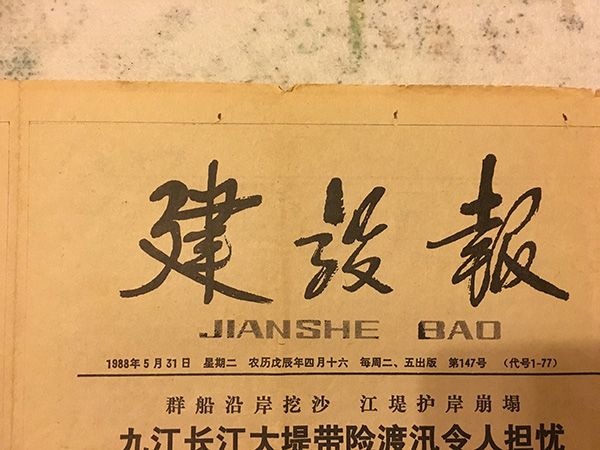 建设报
JIANSHE BAO
1988年5月31日 星期二 农历戊辰年四月十六 每周二、五出版 第147号 (代号1-77)
群船沿岸挖沙 江堤护岸崩塌
九江长江大堤带险渡汛令人担忧